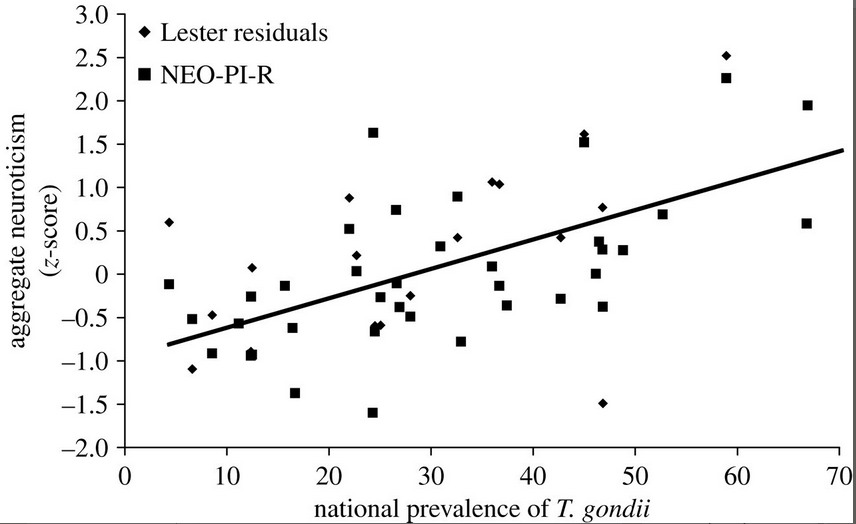 3.0
2.5
2.0
1.5
1.0
0.5
0
–0.5
–1.0
–1.5
–2.0
aggregate neuroticism
(z-score)
Lester residuals
NEO-PI-R
0 10 20 30 40 50 60 70
national prevalence of T. gondii